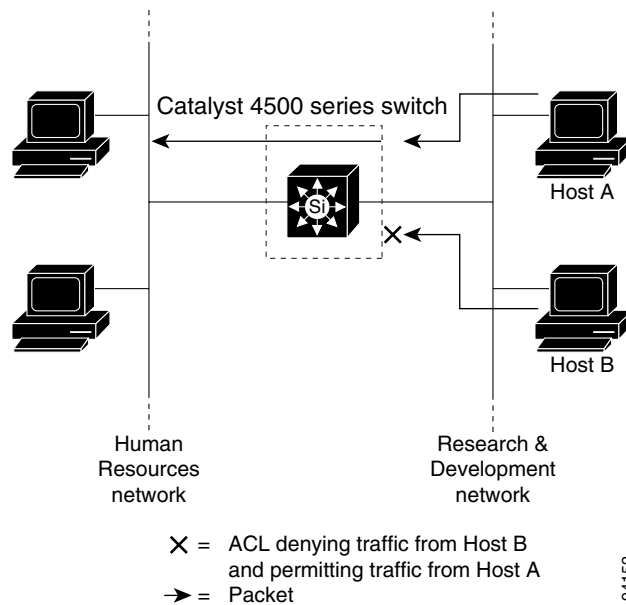 Catalyst 4500 series switch
Si
Host A
Host B
Human
Resources
network
Research &
Development
network
X = ACL denying traffic from Host B
and permitting traffic from Host A
→ = Packet